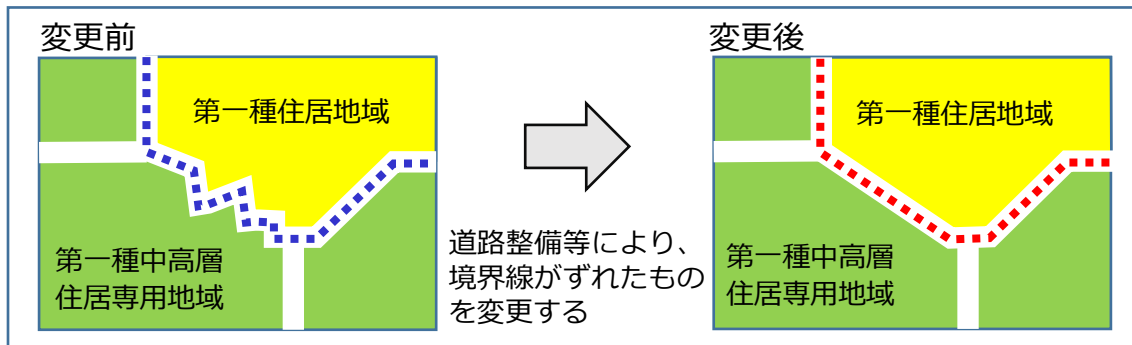 変更前
第一種住居地域
第一種中高層
住居専用地域
道路整備等により、
境界線がずれたもの
を変更する
変更後
第一種住居地域
第一種中高層
住居専用地域